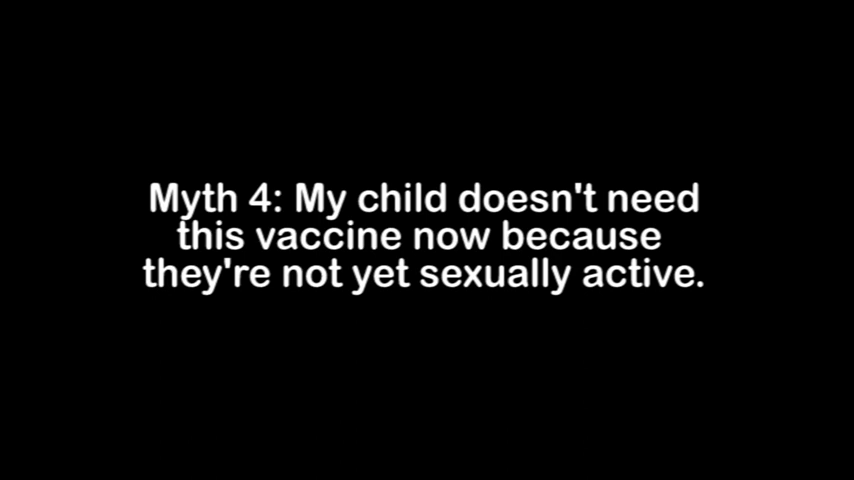 Myth 4: My child doesn't need
this vaccine now because
they're not yet sexually active.